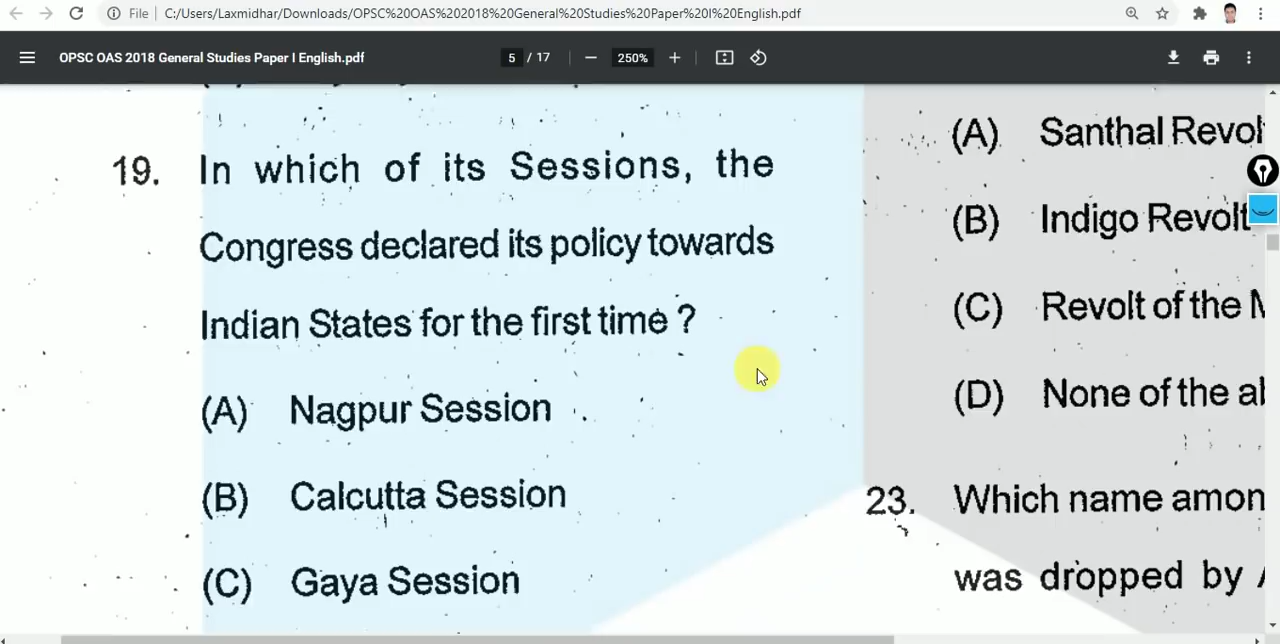 File C:/Users/Laxmidhar/Downloads/OPSC%20OAS%202018%20General%20Studies%20Paper%20I%20English.pdf
OPSC OAS 2018 General Studies Paper I English.pdf
5 / 17
250%
19. In which of its Sessions, the
Congress declared its policy towards
Indian States for the first time ?
(A) Nagpur Session
(B) Calcutta Session
(C) Gaya Session
(A) Santhal
(B) Indigo Revolt
(C) Revolt of the
(D) None of the
23. Which name
was dropped by